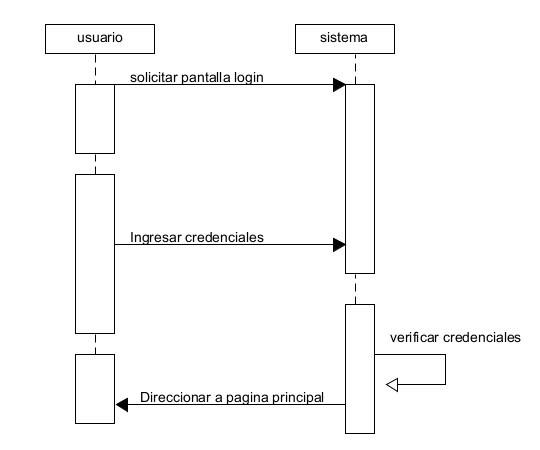 usuario
sistema
solicitar pantalla login
Ingresar credenciales
verificar credenciales
Direccionar a pagina principal